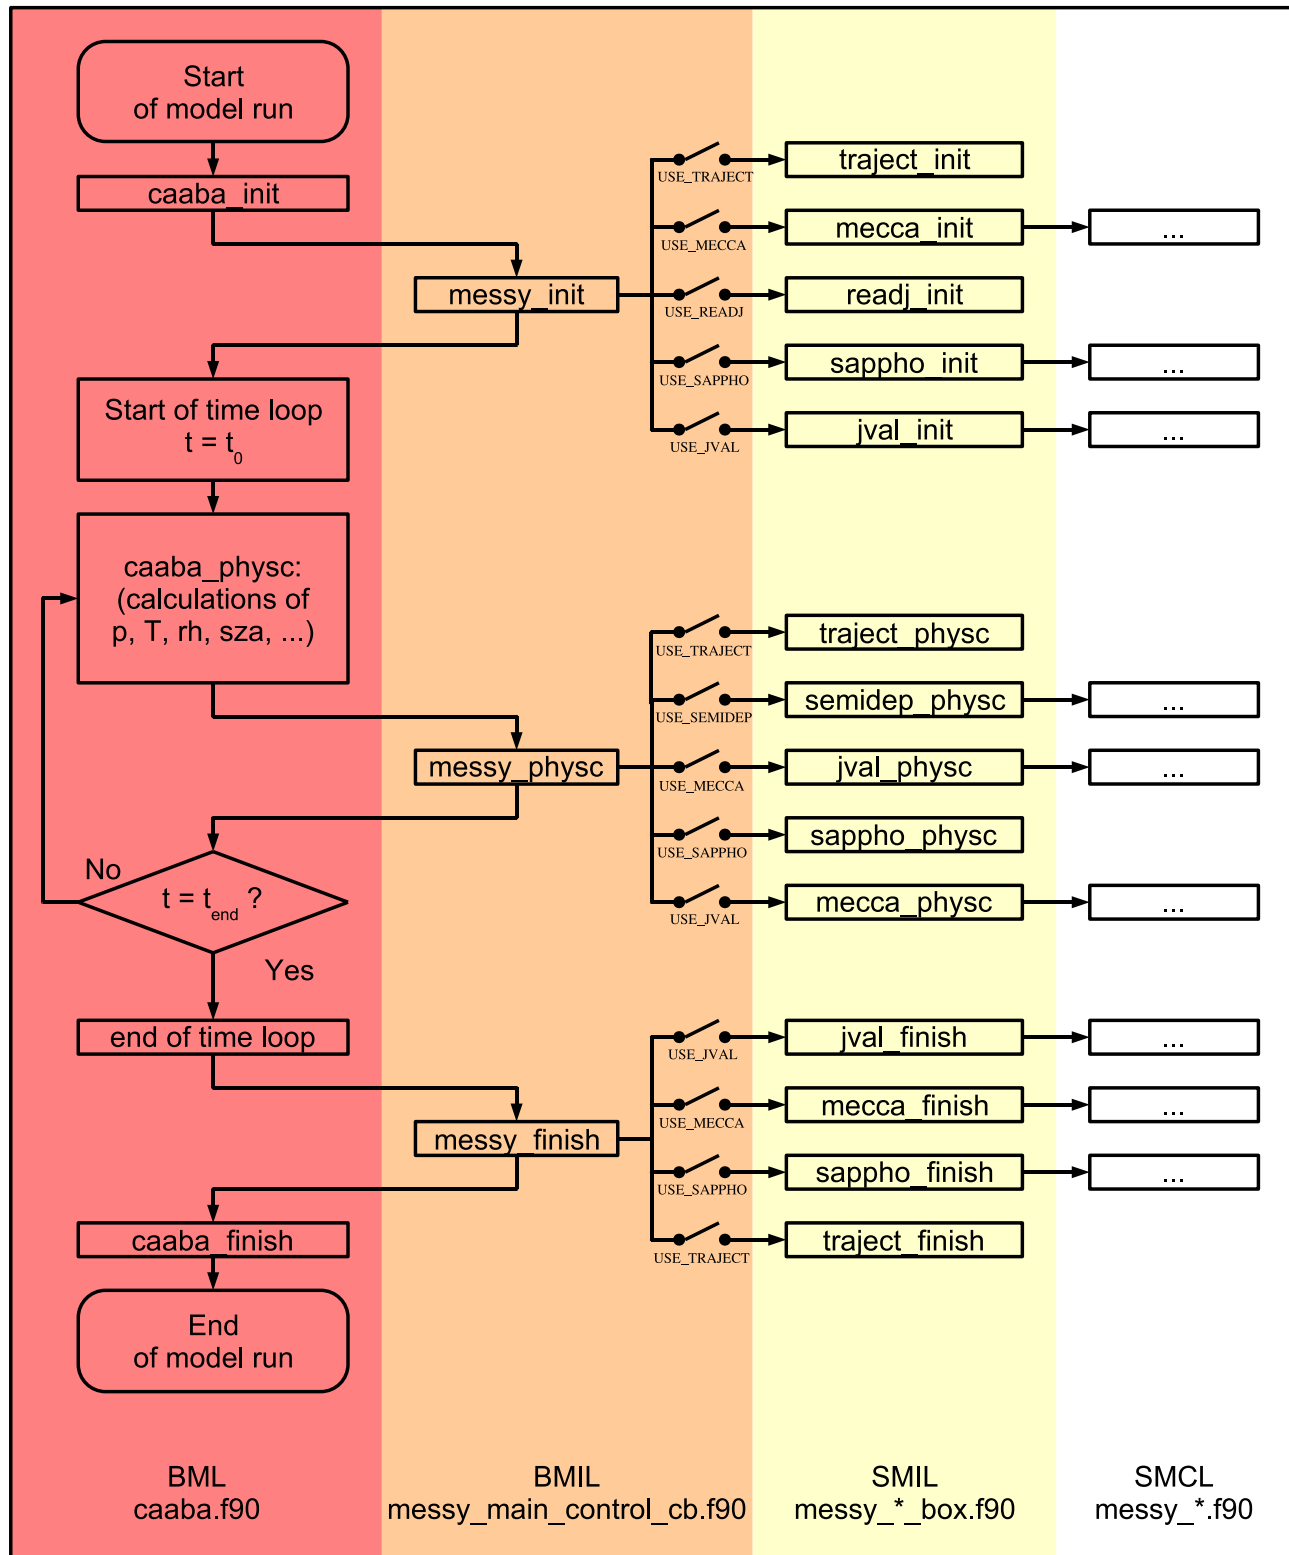 Start
of model run
caaba_init
messy_init
USE_TRAJECT
traject_init
USE_MECCA
mecca_init
...
USE_READJ
readj_init
USE_SAPPHO
sappho_init
...
USE_JVAL
jval_init
...
Start of time loop
t = t0
caaba_physc:
(calculations of
p, T, rh, sza, ...)
messy_physc
USE_TRAJECT
traject_physc
USE_SEMIDEP
semidep_physc
...
USE_MECCA
jval_physc
...
USE_SAPPHO
sappho_physc
USE_JVAL
mecca_physc
...
No
t = tend ?
Yes
end of time loop
messy_finish
USE_JVAL
jval_finish
...
USE_MECCA
mecca_finish
...
USE_SAPPHO
sappho_finish
...
USE_TRAJECT
traject_finish
caaba_finish
End
of model run
BML
caaba.f90
BMIL
messy_main_control_cb.f90
SMIL
messy_*_box.f90
SMCL
messy_*.f90